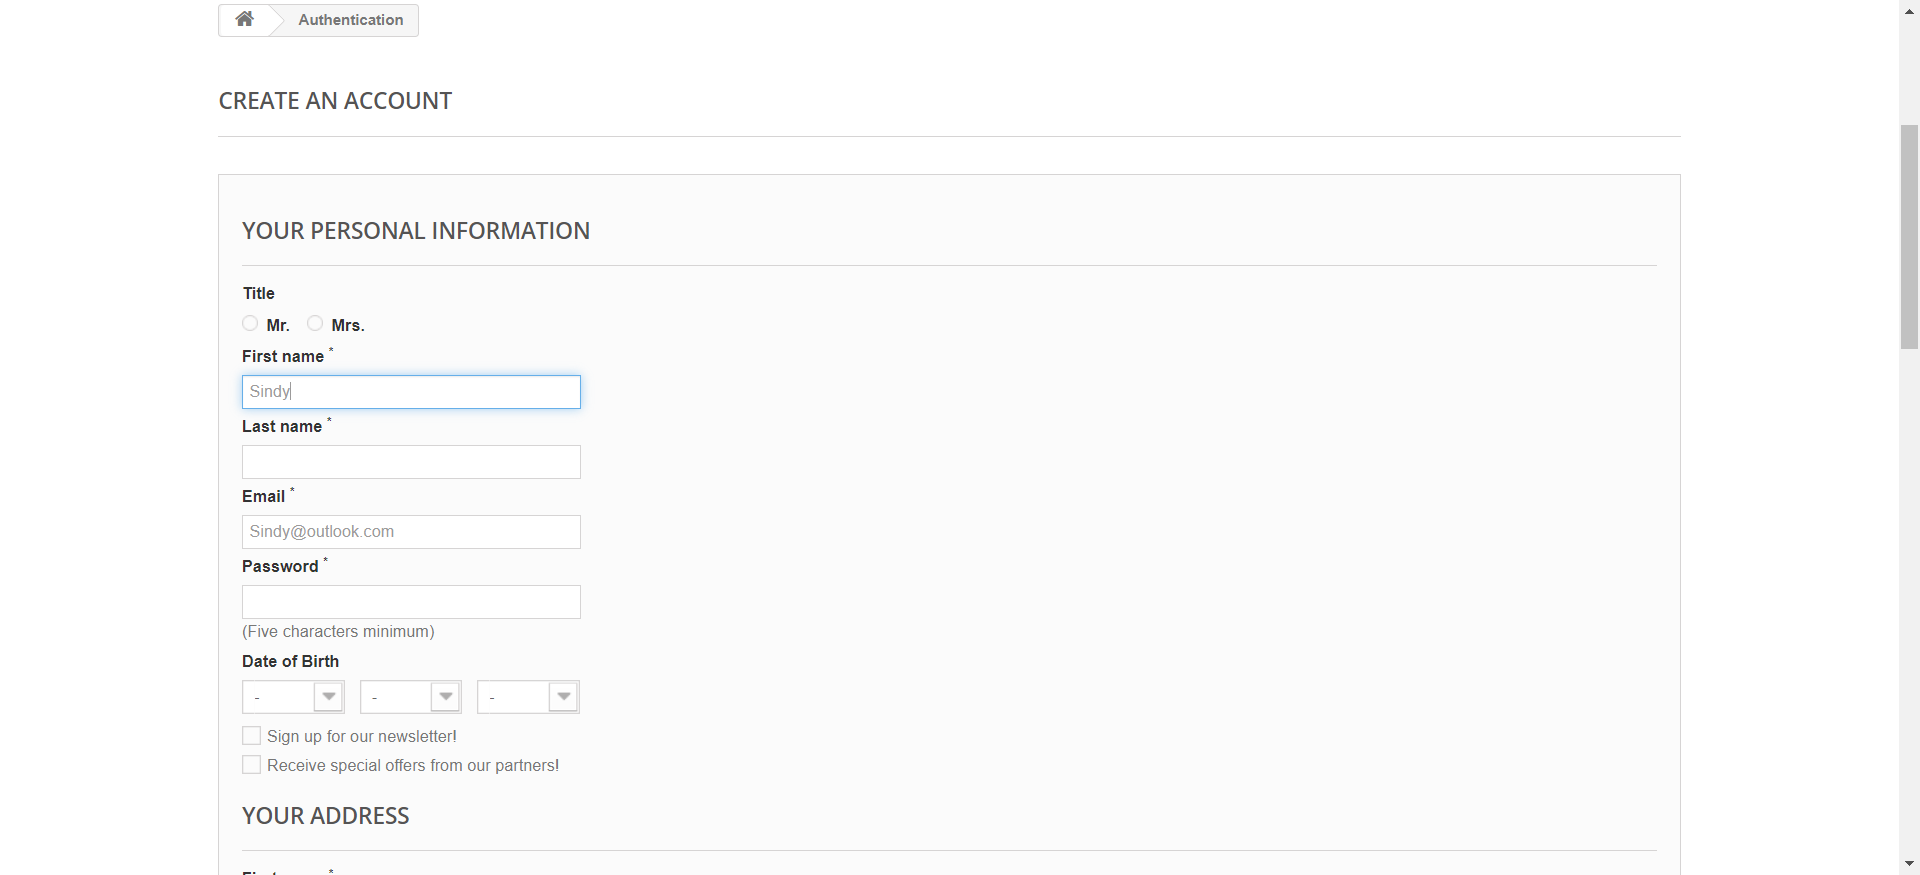 Authentication
CREATE AN ACCOUNT
YOUR PERSONAL INFORMATION
Title
Mr. Mrs.
First name *
Sindy
Last name *
Email *
Sindy@outlook.com
Password *
(Five characters minimum)
Date of Birth
- - -
Sign up for our newsletter!
Receive special offers from our partners!
YOUR ADDRESS